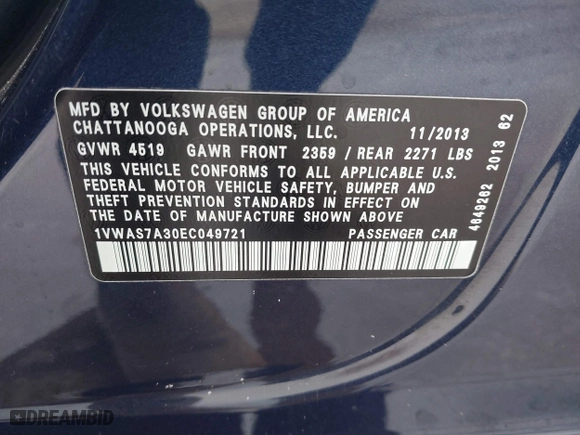 MFD BY VOLKSWAGEN GROUP OF AMERICA
CHATTANOOGA OPERATIONS, LLC. 11/2013
GVWR 4519 GAWR FRONT 2359 / REAR 2271 LBS
THIS VEHICLE CONFORMS TO ALL APPLICABLE U.S.
FEDERAL MOTOR VEHICLE SAFETY, BUMPER AND
THEFT PREVENTION STANDARDS IN EFFECT ON
THE DATE OF MANUFACTURE SHOWN ABOVE
1VWAS7A30EC049721 PASSENGER CAR
4649262 2013 62
DREAMBID